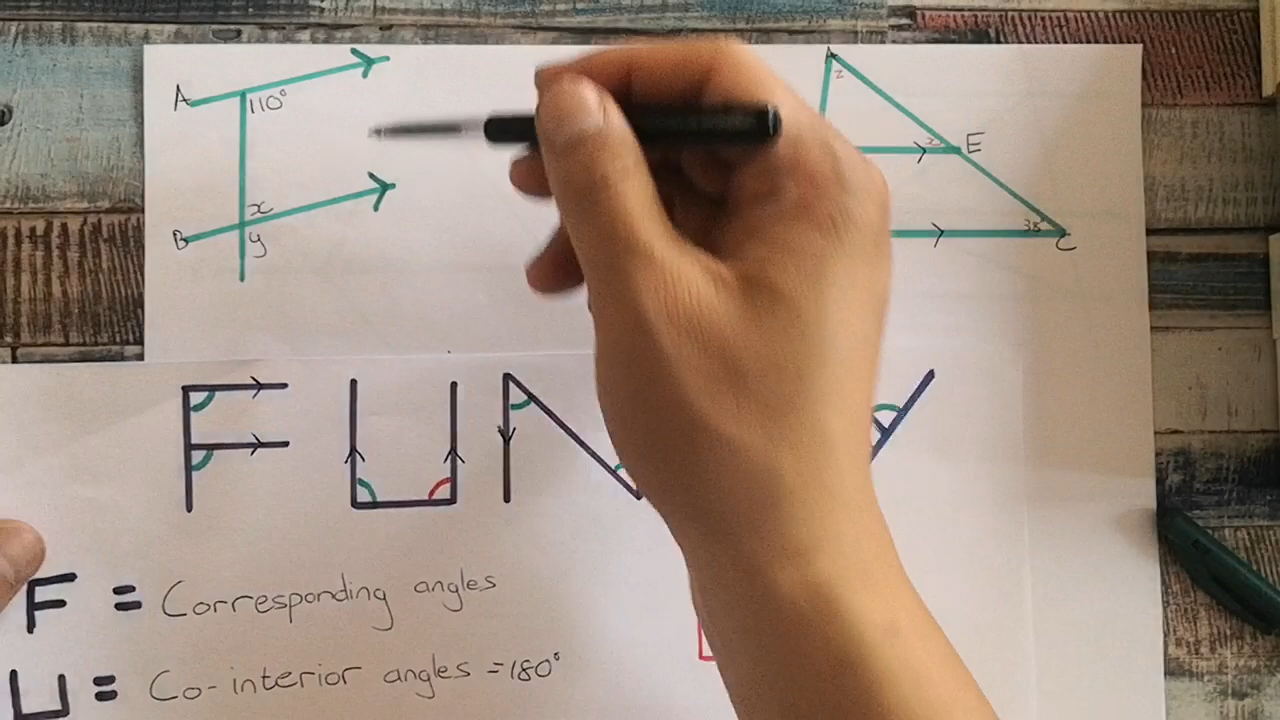 A
110°
x
B
y
A
z
x
E
38°
C
F U N Y
F = Corresponding angles
U = Co-interior angles = 180°